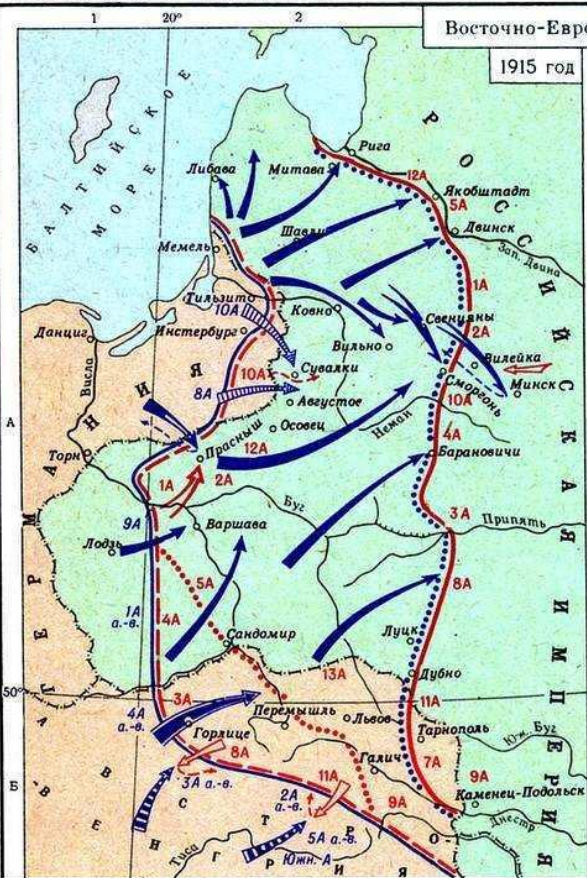 1
20°
2
Восточно-Евро
1915 год
БАЛТИЙСКОЕ
МОРЕ
РОССИЙСКАЯ ИМПЕРИЯ
Рига
Либава
Митава
12А
Якобштадт
5А
Двинск
Зап. Двина
Шавли
Мемель
1А
Тильзит
10А
Ковно
Свенцяны
2А
Данциг
Инстербург
Вильно
Вилейка
Висла
10А
Сувалки
Сморгонь
Минск
8А
10А
Августов
А
ГЕРМАНИЯ
Неман
4А
Осовец
Прасныш
12А
Барановичи
Торн
1А
2А
Буг
3А
Припять
9А
Варшава
Лодзь
5А
8А
1А
а.-в.
4А
Луцк
Сандомир
13А
Дубно
50°
3А
11А
4А
а.-в.
Перемышль
Львов
Тарнополь
Горлице
Юж. Буг
8А
Галич
7А
9А
Б
3А а.-в.
11А
Каменец-Подольск
2А
а.-в.
9А
Днестр
5А а.-в.
Южн. А
Тиса
АВСТРО-
ВЕНГРИЯ